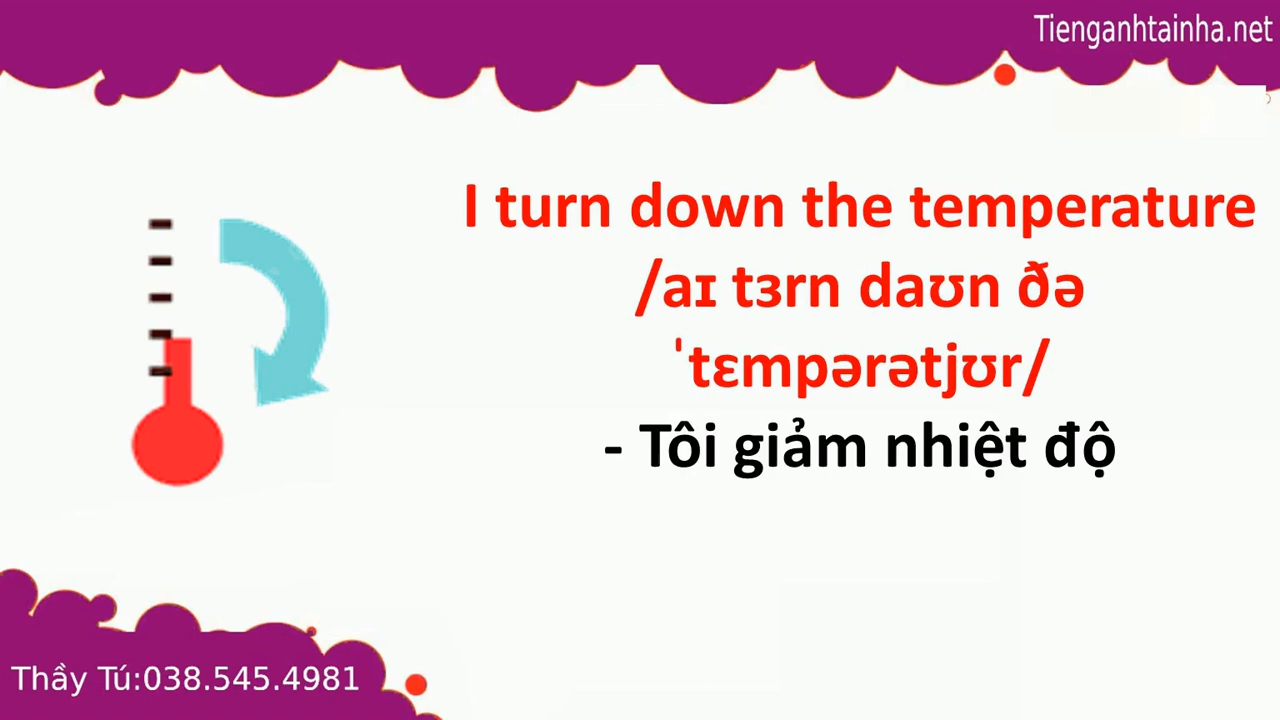 Tienganhtainha.net
I turn down the temperature
/aɪ tɜrn daʊn ðə
ˈtɛmpərətjʊr/
- Tôi giảm nhiệt độ
Thầy Tú:038.545.4981